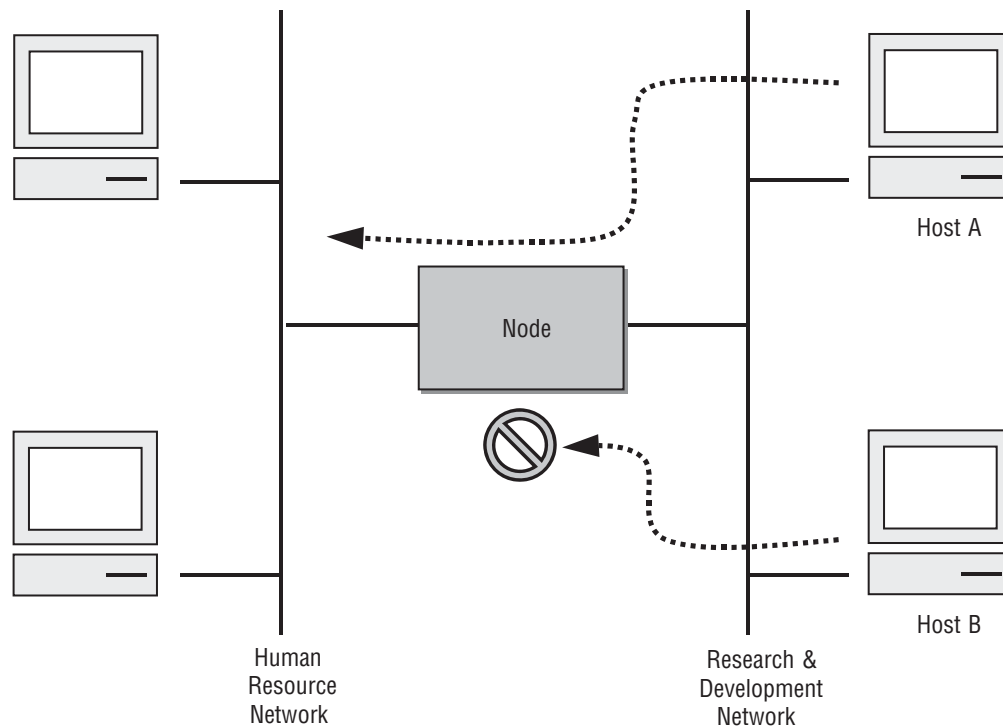 Host A
Node
Host B
Human
Resource
Network
Research &
Development
Network